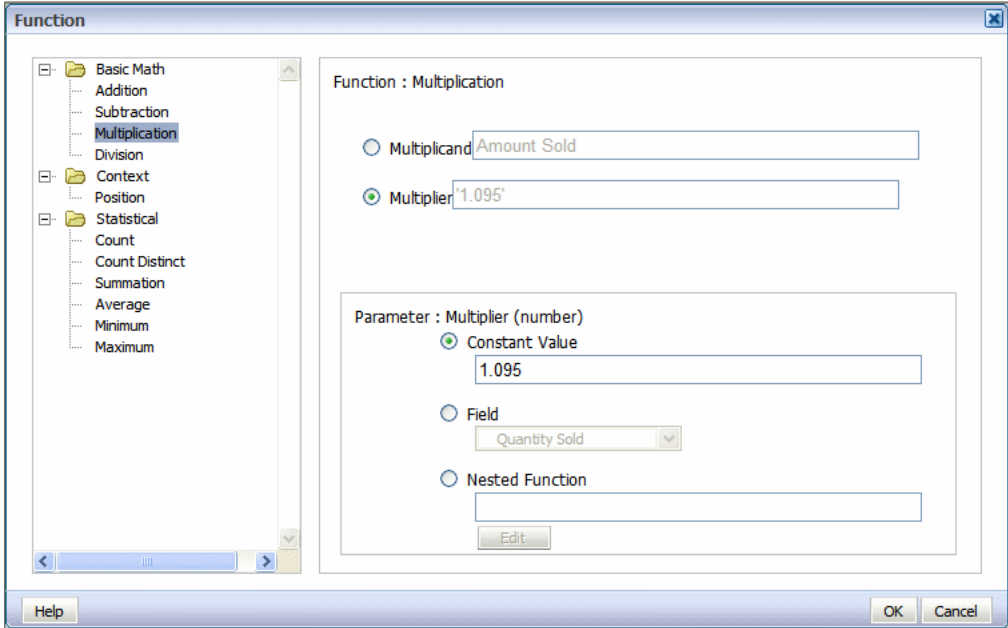 Function
Basic Math
Addition
Subtraction
Multiplication
Division
Context
Position
Statistical
Count
Count Distinct
Summation
Average
Minimum
Maximum
Function : Multiplication
Multiplicand Amount Sold
Multiplier '1.095'
Parameter : Multiplier (number)
Constant Value
1.095
Field
Quantity Sold
Nested Function
Edit
Help
OK Cancel